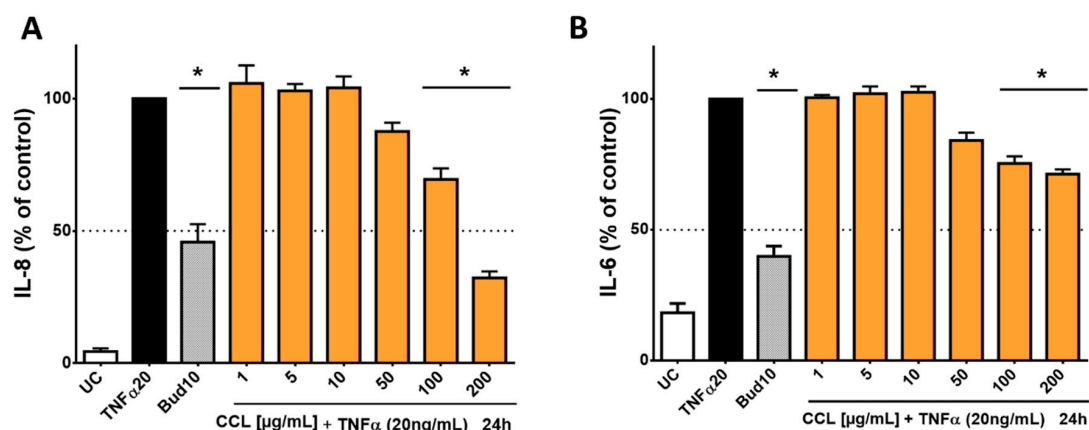 A
IL-8 (% of control)
100
50
0
*
*
UC
TNFα20
Bud10
1
5
10
50
100
200
CCL [µg/mL] + TNFα (20ng/mL) 24h
B
IL-6 (% of control)
100
50
0
*
*
UC
TNFα20
Bud10
1
5
10
50
100
200
CCL [µg/mL] + TNFα (20ng/mL) 24h